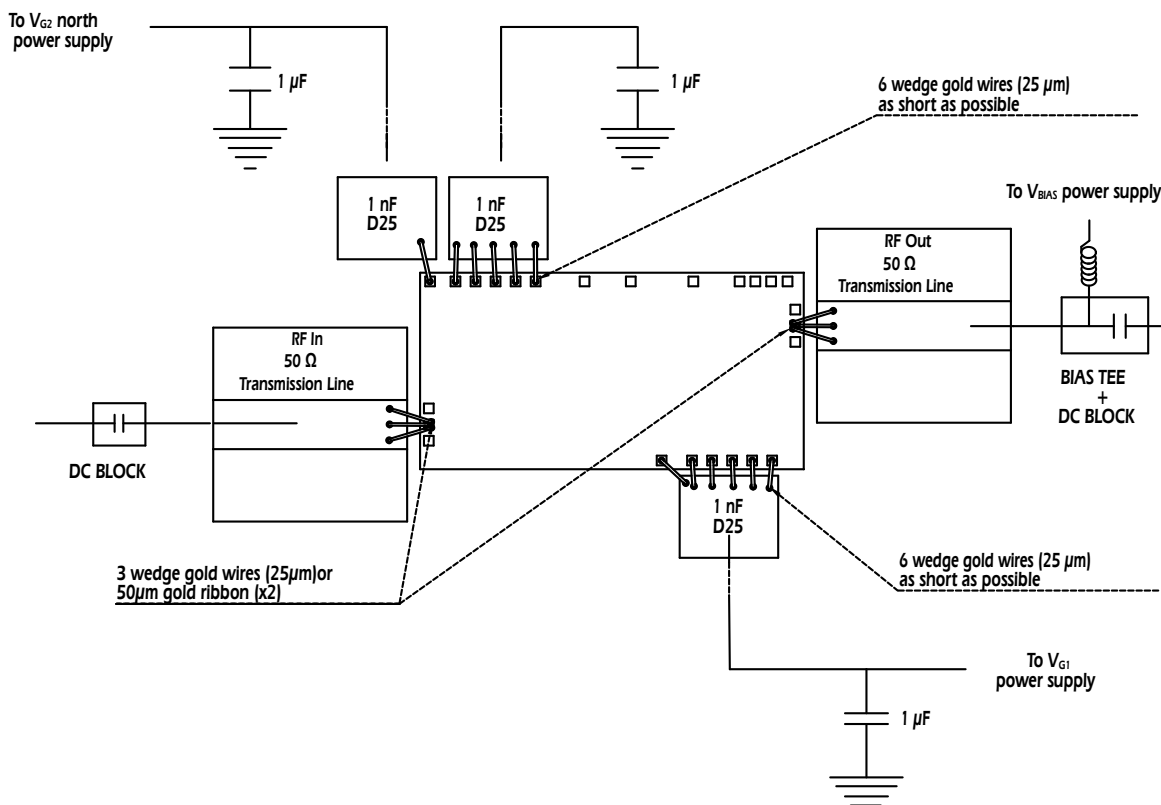 To VG2 north
power supply
1 µF
1 µF
6 wedge gold wires (25 µm)
as short as possible
1 nF
D25
1 nF
D25
To VBIAS power supply
RF Out
50 Ω
Transmission Line
RF In
50 Ω
Transmission Line
BIAS TEE
+
DC BLOCK
DC BLOCK
1 nF
D25
3 wedge gold wires (25µm)or
50µm gold ribbon (x2)
6 wedge gold wires (25 µm)
as short as possible
To VG1
power supply
1 µF